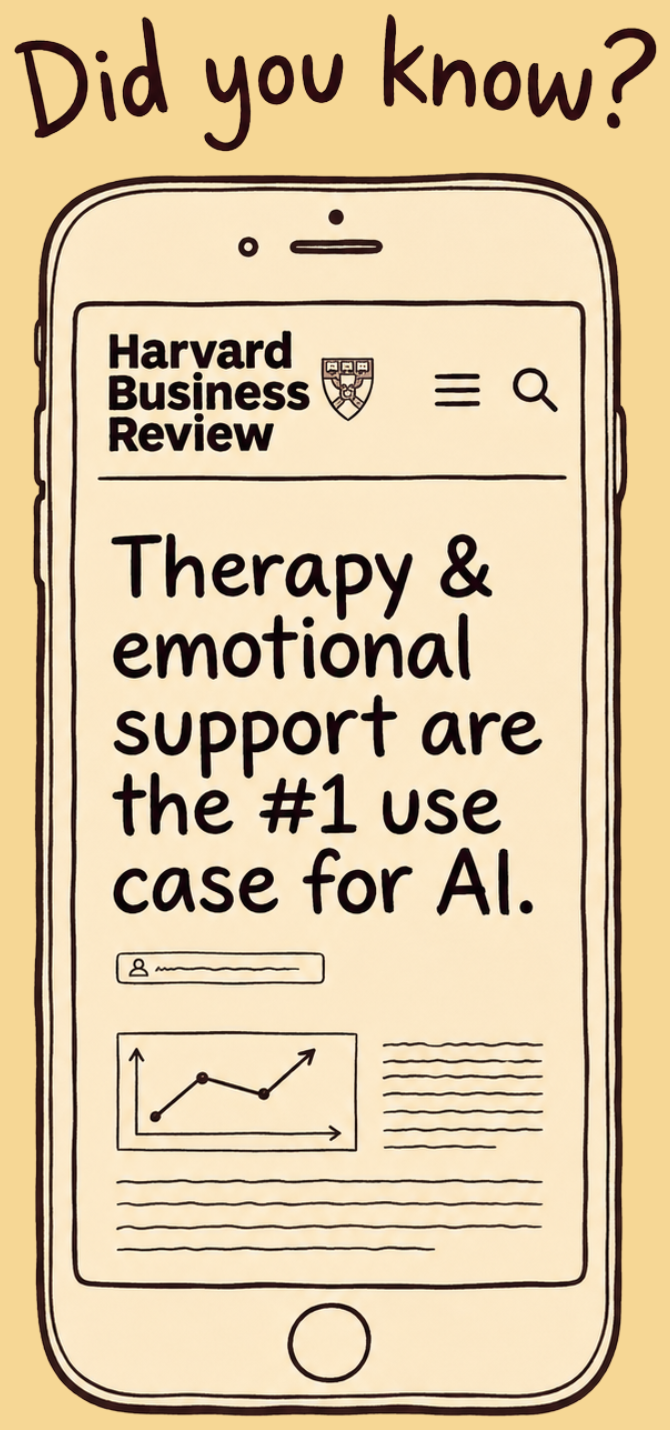 Did you know?
Harvard
Business
Review
Therapy &
emotional
support are
the #1 use
case for AI.